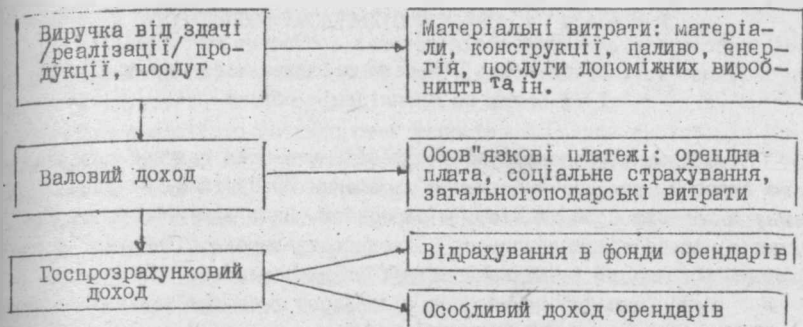 Виручка від здачі
/реалізації/ про-
дукції, послуг
Матеріальні витрати: матеріа-
ли, конструкції, паливо, енер-
гія, послуги допоміжних вироб-
ництв та ін.
Валовий доход
Обов"язкові платежі: орендна
плата, соціальне страхування,
загальногоподарські витрати
Госпрозрахунковий
доход
Відрахування в фонди орендарів
Особливий доход орендарів